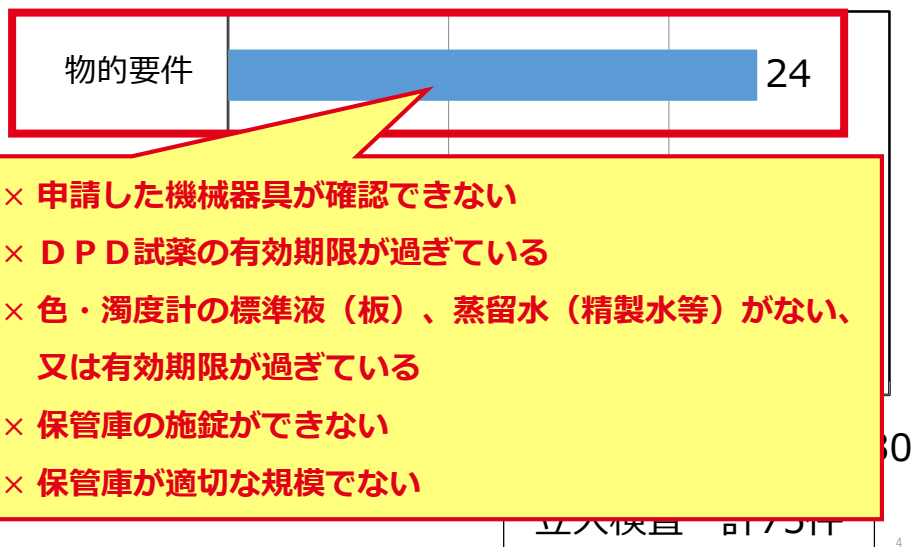 物的要件 24
× 申請した機械器具が確認できない
× ＤＰＤ試薬の有効期限が過ぎている
× 色・濁度計の標準液（板）、蒸留水（精製水等）がない、
又は有効期限が過ぎている
× 保管庫の施錠ができない
× 保管庫が適切な規模でない
4